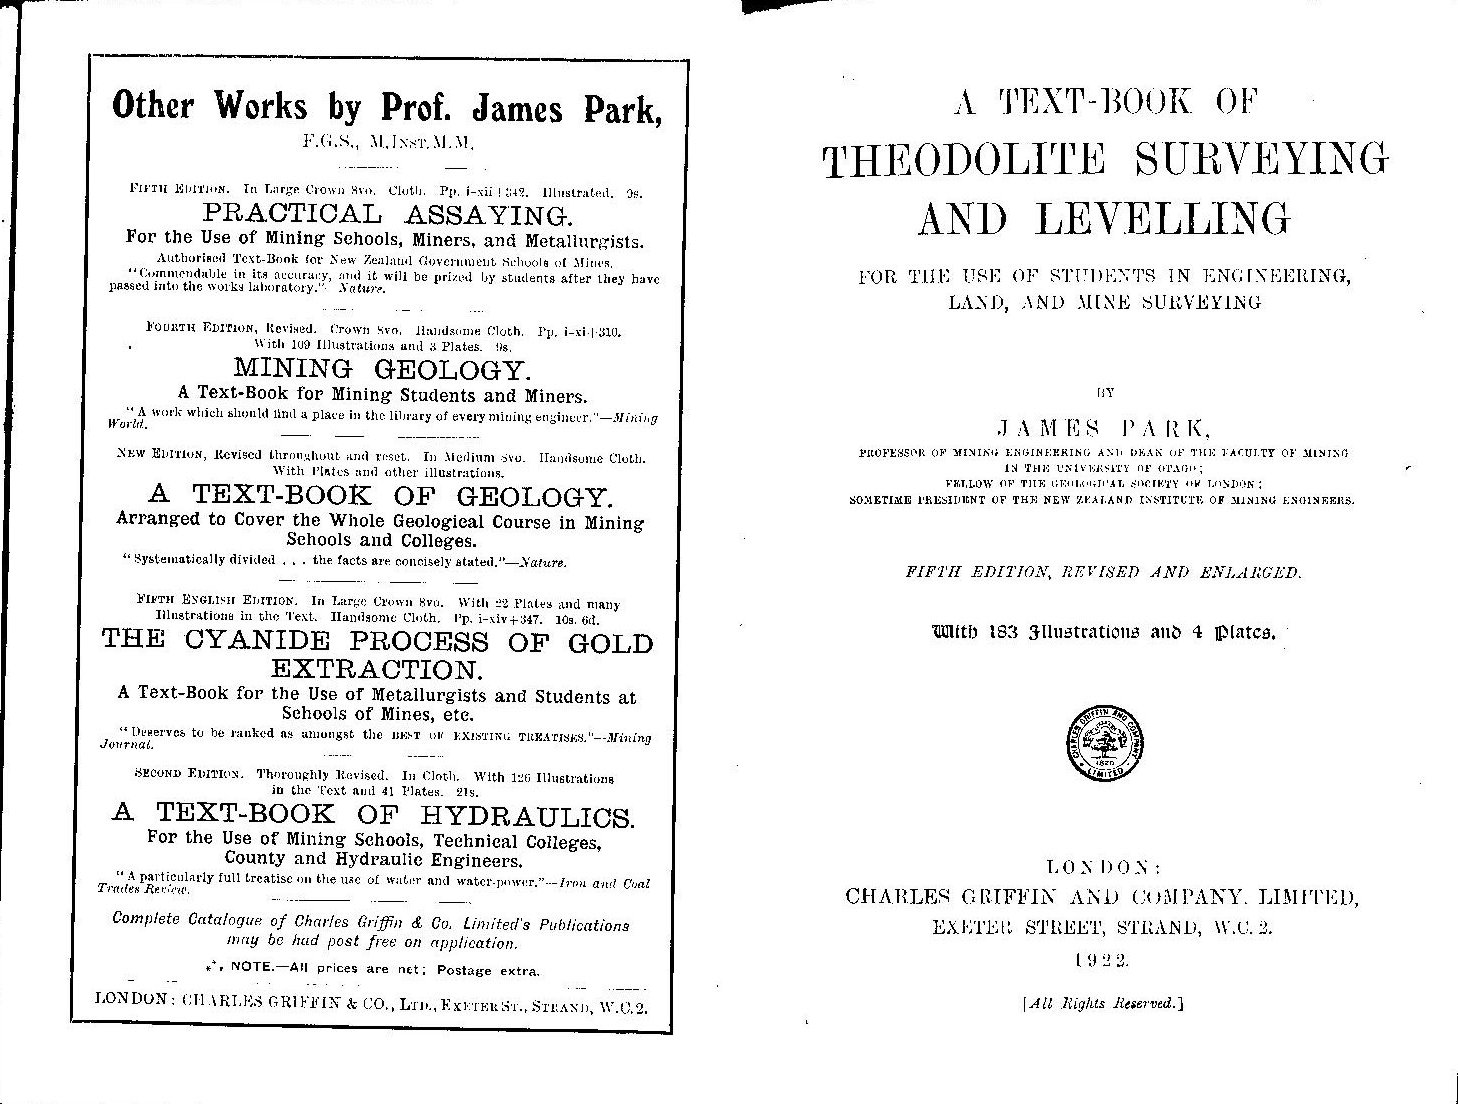 Other Works by Prof. James Park,
F.G.S., M.Inst.M.M.
Fifth Edition. In Large Crown 8vo. Cloth. Pp. i-xii + 342. Illustrated. 9s.
PRACTICAL ASSAYING.
For the Use of Mining Schools, Miners, and Metallurgists.
Authorised Text-Book for New Zealand Government Schools of Mines.
"Commendable in its accuracy, and it will be prized by students after they have
passed into the works laboratory." Nature.
Fourth Edition, Revised. Crown 8vo. Handsome Cloth. Pp. i-xi+310.
With 109 Illustrations and 3 Plates. 9s.
MINING GEOLOGY.
A Text-Book for Mining Students and Miners.
"A work which should find a place in the library of every mining engineer."—Mining
World.
New Edition, Revised throughout and reset. In Medium 8vo. Handsome Cloth.
With Plates and other illustrations.
A TEXT-BOOK OF GEOLOGY.
Arranged to Cover the Whole Geological Course in Mining
Schools and Colleges.
"Systematically divided . . . the facts are concisely stated."—Nature.
Fifth English Edition. In Large Crown 8vo. With 22 Plates and many
Illustrations in the Text. Handsome Cloth. Pp. i-xiv+347. 10s. 6d.
THE CYANIDE PROCESS OF GOLD
EXTRACTION.
A Text-Book for the Use of Metallurgists and Students at
Schools of Mines, etc.
"Deserves to be ranked as amongst the BEST OF EXISTING TREATISES."—Mining
Journal.
Second Edition. Thoroughly Revised. In Cloth. With 126 Illustrations
in the Text and 41 Plates. 21s.
A TEXT-BOOK OF HYDRAULICS.
For the Use of Mining Schools, Technical Colleges,
County and Hydraulic Engineers.
"A particularly full treatise on the use of water and water-power."—Iron and Coal
Trades Review.
Complete Catalogue of Charles Griffin & Co. Limited's Publications
may be had post free on application.
⁂ NOTE.—All prices are net; Postage extra.
LONDON: CHARLES GRIFFIN & CO., Ltd., Exeter St., Strand, W.C.2.
A TEXT-BOOK OF
THEODOLITE SURVEYING
AND LEVELLING
FOR THE USE OF STUDENTS IN ENGINEERING,
LAND, AND MINE SURVEYING
BY
JAMES PARK,
PROFESSOR OF MINING ENGINEERING AND DEAN OF THE FACULTY OF MINING
IN THE UNIVERSITY OF OTAGO;
FELLOW OF THE GEOLOGICAL SOCIETY OF LONDON;
SOMETIME PRESIDENT OF THE NEW ZEALAND INSTITUTE OF MINING ENGINEERS.
FIFTH EDITION, REVISED AND ENLARGED.
With 183 Illustrations and 4 Plates.
CHARLES GRIFFIN AND COMPANY
1820
LIMITED
LONDON:
CHARLES GRIFFIN AND COMPANY, LIMITED,
EXETER STREET, STRAND, W.C. 2.
1922.
[All Rights Reserved.]